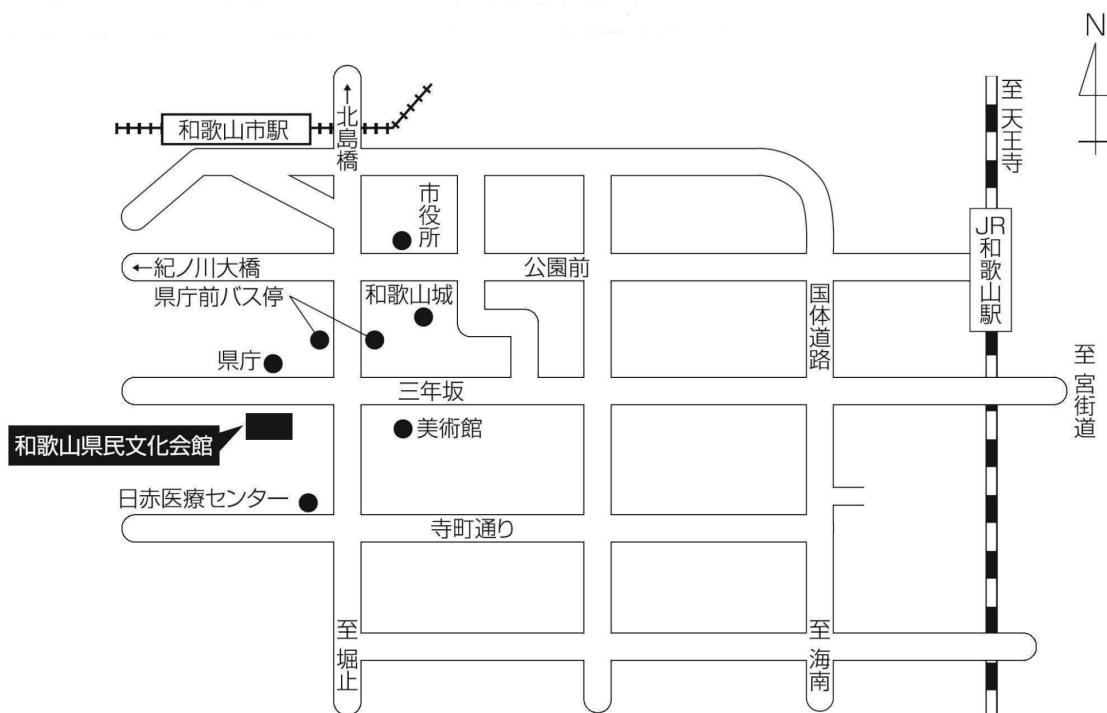 N
至 天王寺
←北島橋
和歌山市駅
市役所
JR和歌山駅
←紀ノ川大橋
公園前
県庁前バス停
和歌山城
国体道路
県庁
三年坂
至 宮街道
美術館
和歌山県民文化会館
日赤医療センター
寺町通り
至 堀止
至 海南